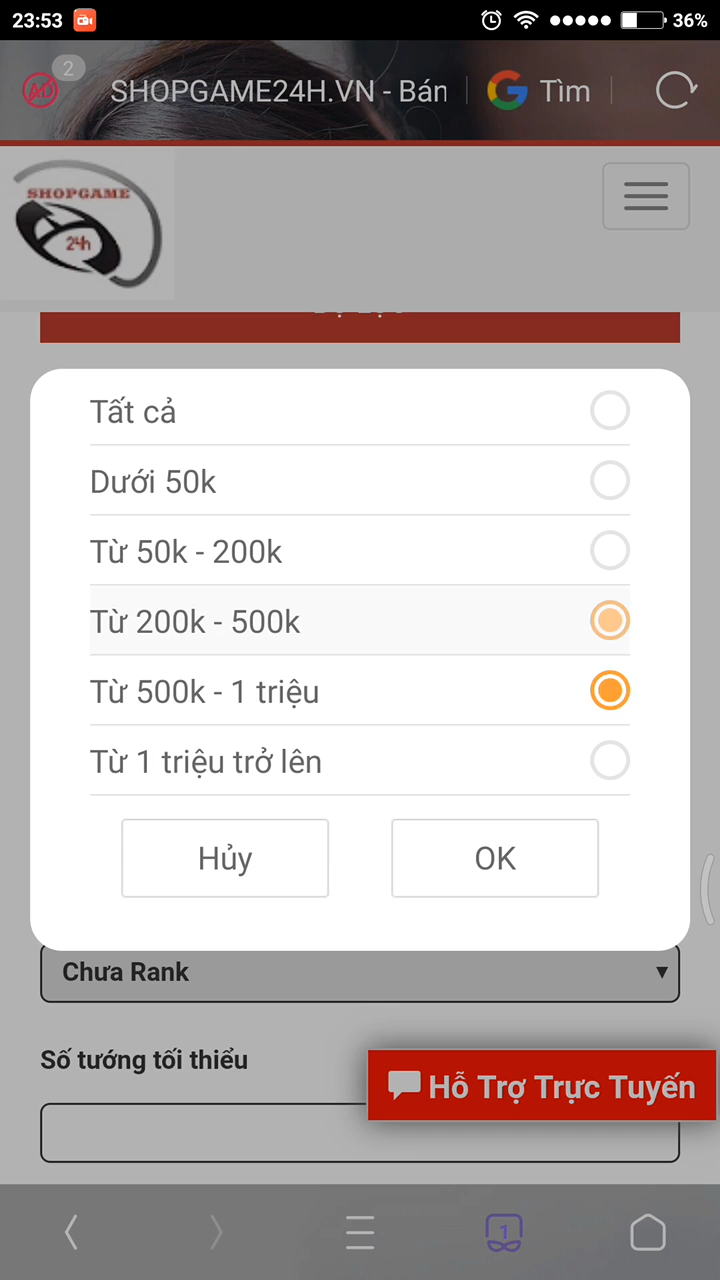 23:53
36%
2
AD
SHOPGAME24H.VN - Bán
Tìm
SHOPGAME
24h
Tất cả
Dưới 50k
Từ 50k - 200k
Từ 200k - 500k
Từ 500k - 1 triệu
Từ 1 triệu trở lên
Hủy
OK
Chưa Rank
Số tướng tối thiểu
Hỗ Trợ Trực Tuyến
1